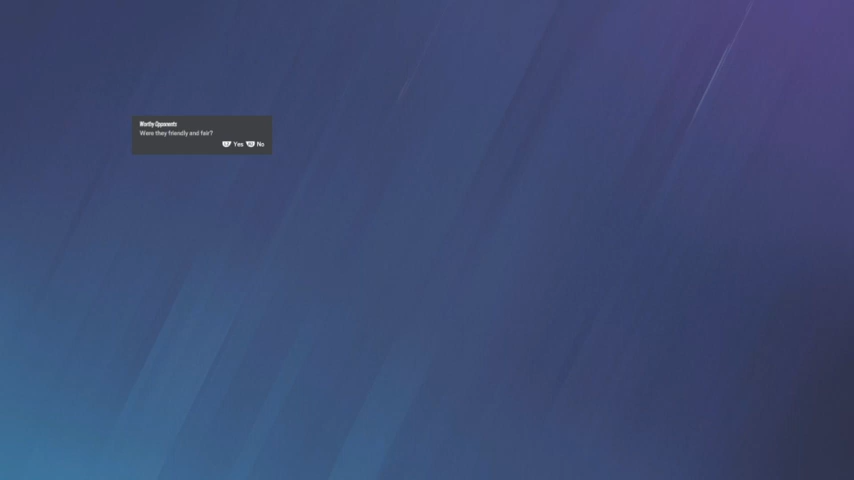 Worthy Opponents
Were they friendly and fair?
Yes No